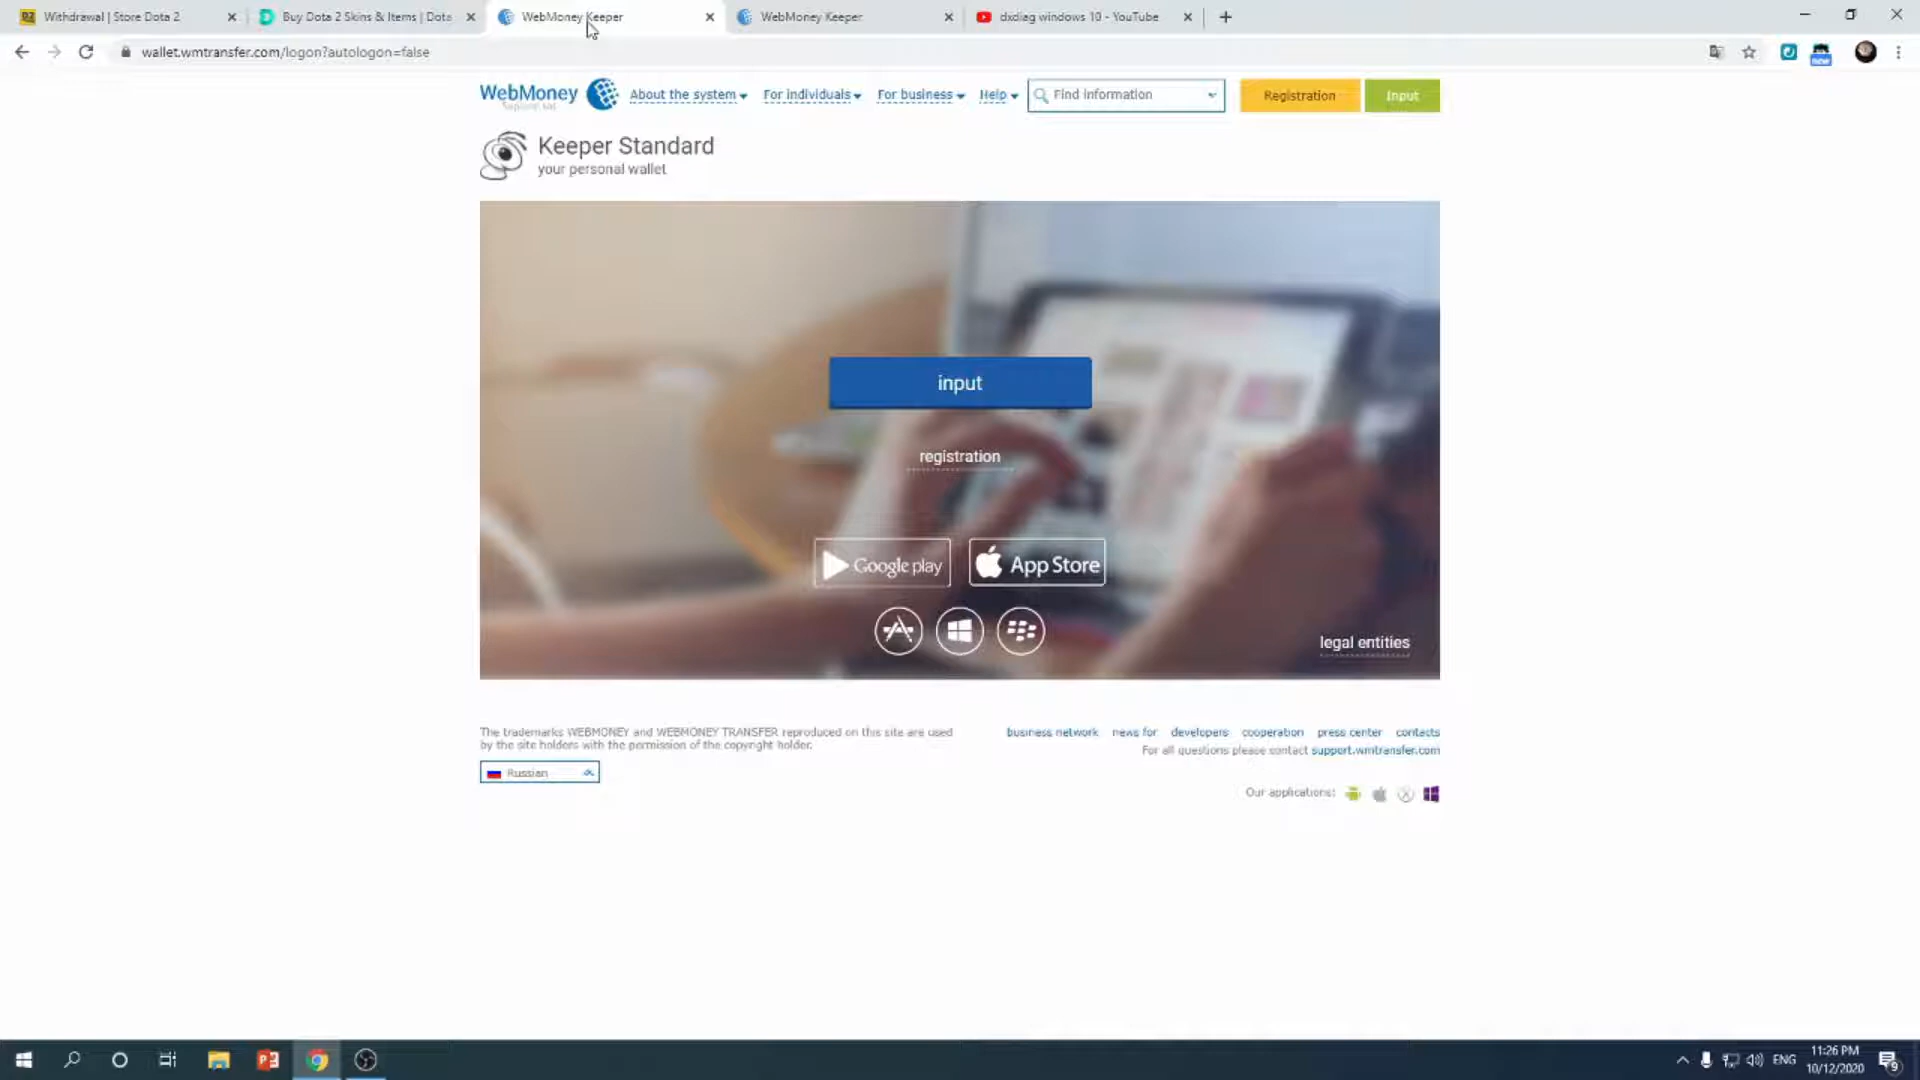 Withdrawal | Store Dota 2
Buy Dota 2 Skins & Items | Dota
WebMoney Keeper
WebMoney Keeper
dxdiag windows 10 - YouTube
wallet.wmtransfer.com/logon?autologon=false
new
WebMoney
About the system
For individuals
For business
Help
Find information
Registration
Input
Keeper Standard
your personal wallet
input
registration
Google play
App Store
legal entities
The trademarks WEBMONEY and WEBMONEY TRANSFER reproduced on this site are used
by the site holders with the permission of the copyright holder.
business network news for developers cooperation press center contacts
For all questions please contact support.wmtransfer.com
Russian
Our applications:
ENG
11:26 PM
10/12/2020
9